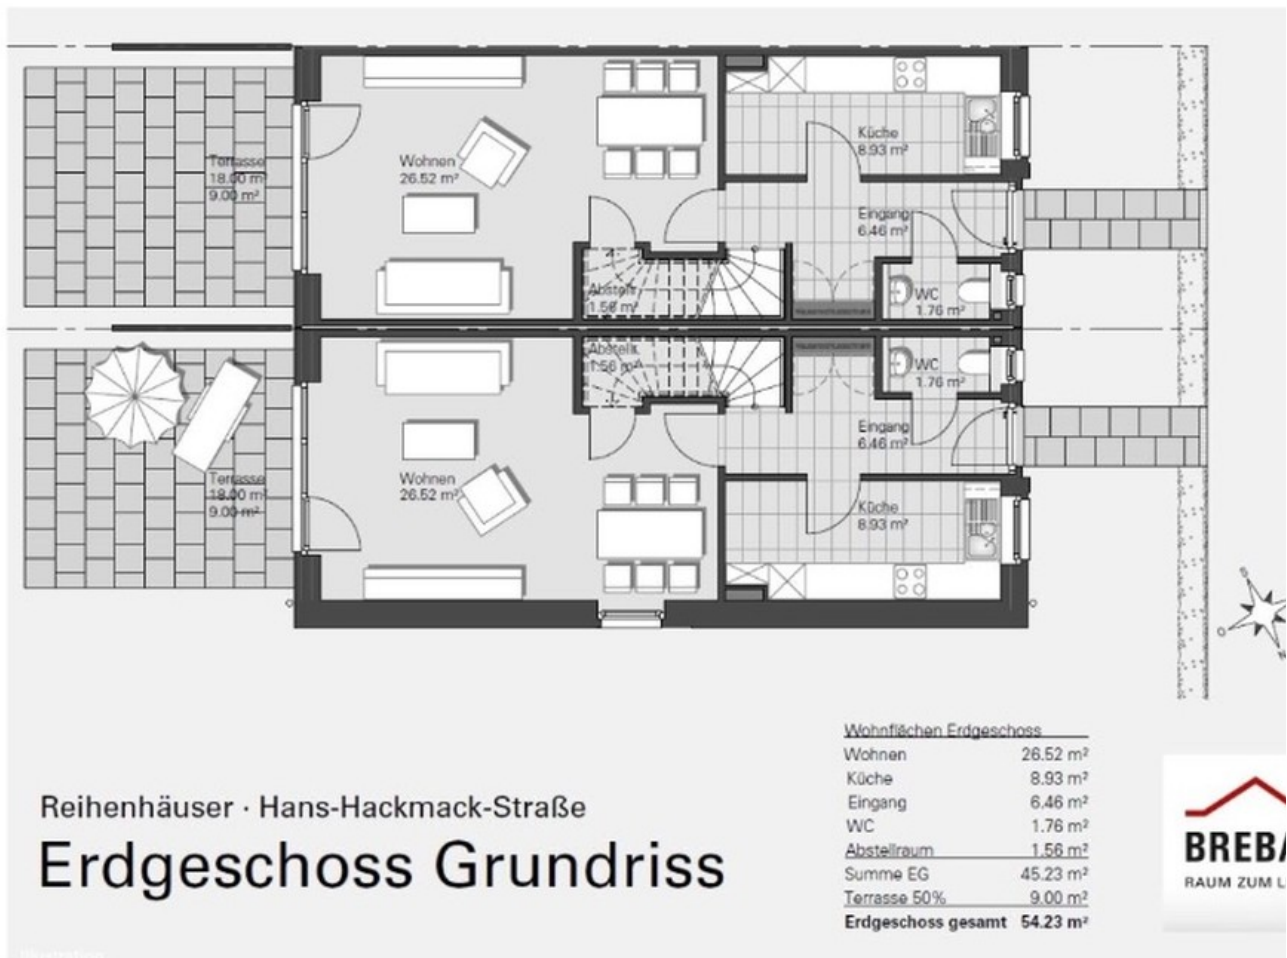 Terrasse
18.00 m²
9.00 m²
Wohnen
26.52 m²
Küche
8.93 m²
Eingang
6.46 m²
Abstellr.
1.56 m²
WC
1.76 m²
Abstellr.
1.56 m²
WC
1.76 m²
Eingang
6.46 m²
Terrasse
18.00 m²
9.00 m²
Wohnen
26.52 m²
Küche
8.93 m²
S
O
N
Wohnflächen Erdgeschoss
Wohnen 26.52 m²
Küche 8.93 m²
Eingang 6.46 m²
WC 1.76 m²
Abstellraum 1.56 m²
Summe EG 45.23 m²
Terrasse 50% 9.00 m²
Erdgeschoss gesamt 54.23 m²
Reihenhäuser · Hans-Hackmack-Straße
Erdgeschoss Grundriss
BREBA
RAUM ZUM L